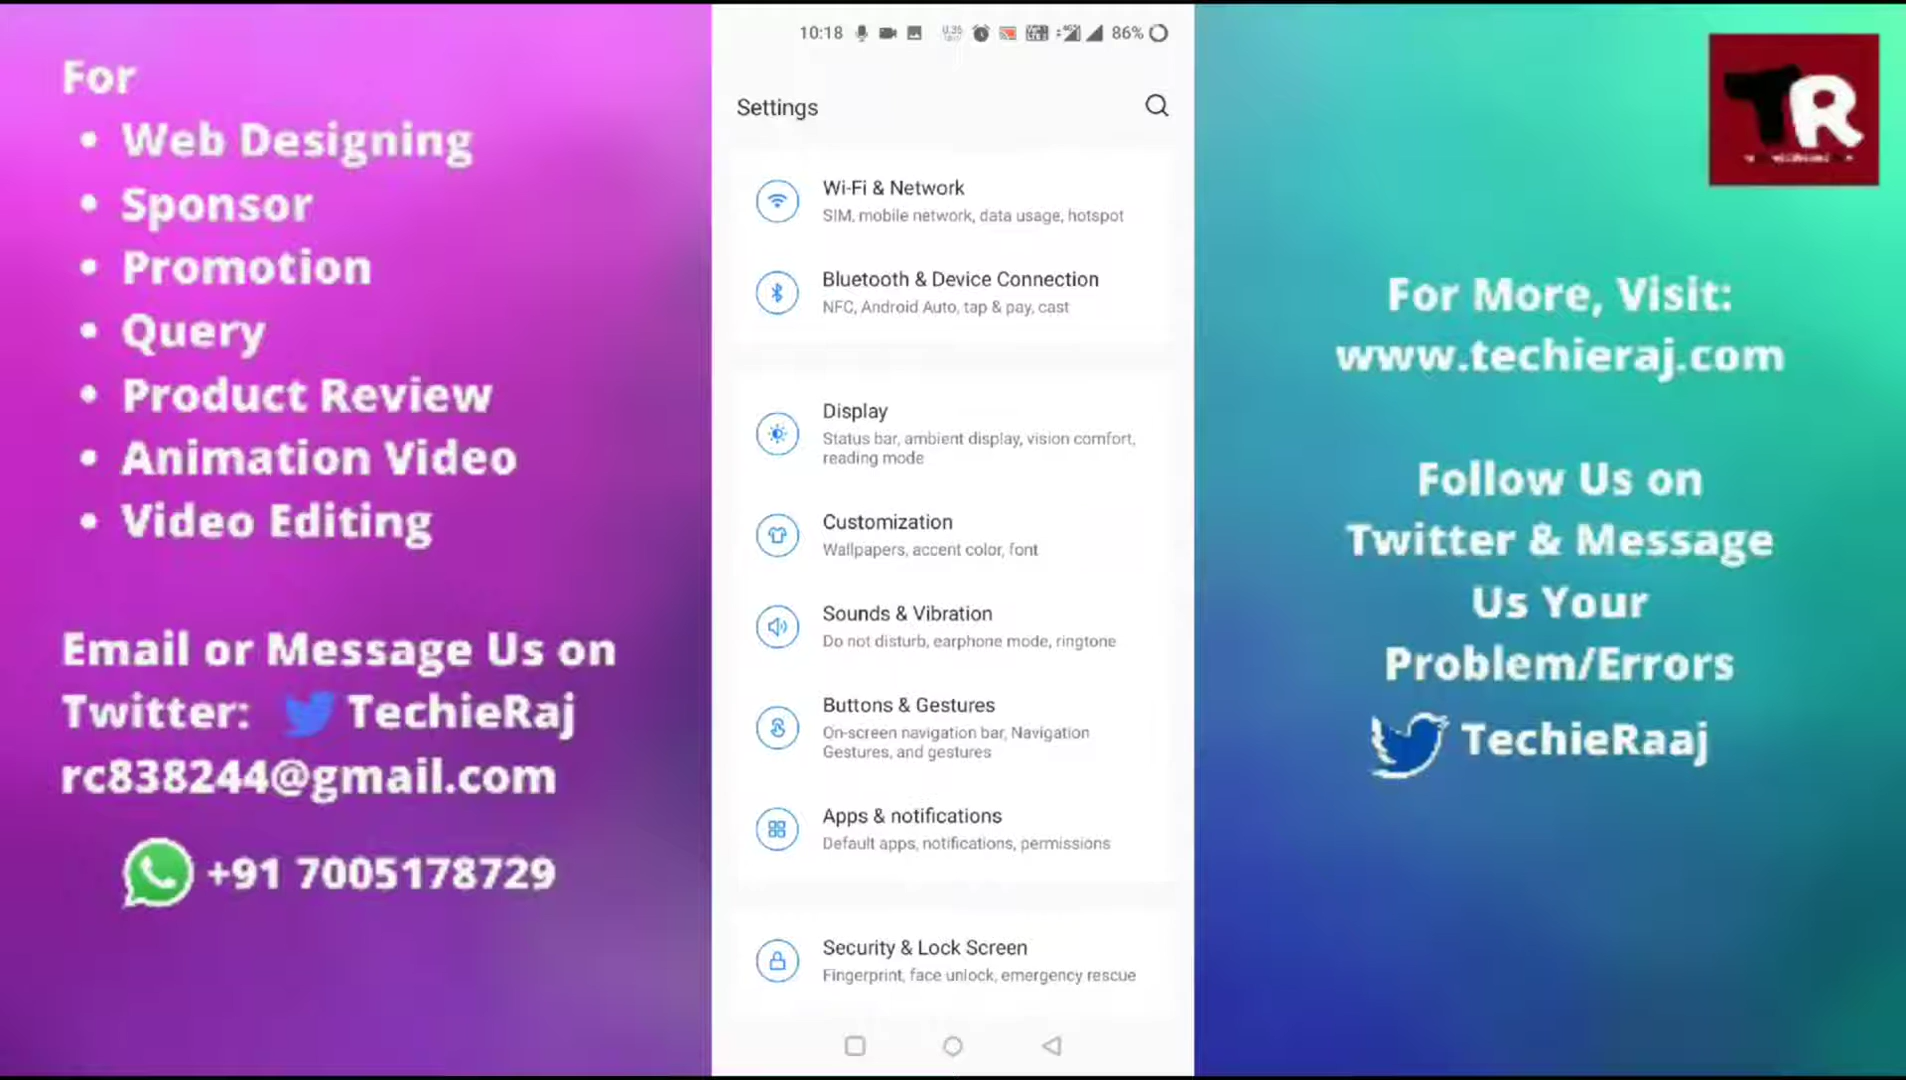 For
• Web Designing
• Sponsor
• Promotion
• Query
• Product Review
• Animation Video
• Video Editing
Email or Message Us on
Twitter: TechieRaj
rc838244@gmail.com
+91 7005178729
10:18
86%
Settings
Wi-Fi & Network
SIM, mobile network, data usage, hotspot
Bluetooth & Device Connection
NFC, Android Auto, tap & pay, cast
Display
Status bar, ambient display, vision comfort,
reading mode
Customization
Wallpapers, accent color, font
Sounds & Vibration
Do not disturb, earphone mode, ringtone
Buttons & Gestures
On-screen navigation bar, Navigation
Gestures, and gestures
Apps & notifications
Default apps, notifications, permissions
Security & Lock Screen
Fingerprint, face unlock, emergency rescue
TR
For More, Visit:
www.techieraj.com
Follow Us on
Twitter & Message
Us Your
Problem/Errors
TechieRaaj